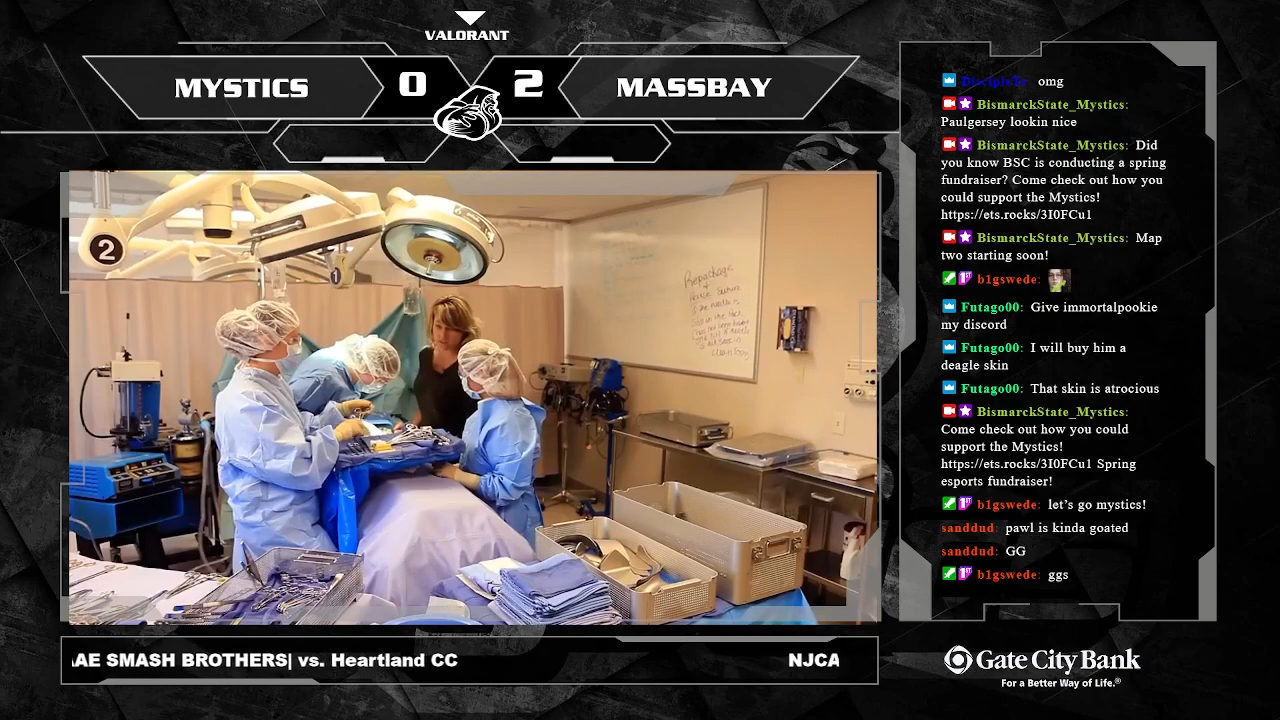 VALORANT
MYSTICS 0 2 MASSBAY
DiscipleTr omg
BismarckState_Mystics:
Paulgersey lookin nice
BismarckState_Mystics: Did
you know BSC is conducting a spring
fundraiser? Come check out how you
could support the Mystics!
https://ets.rocks/3I0FCu1
BismarckState_Mystics: Map
two starting soon!
b1gswede:
Futago00: Give immortalpookie
my discord
Futago00: I will buy him a
deagle skin
Futago00: That skin is atrocious
BismarckState_Mystics:
Come check out how you could
support the Mystics!
https://ets.rocks/3I0FCu1 Spring
esports fundraiser!
b1gswede: let's go mystics!
sanddud: pawl is kinda goated
sanddud: GG
b1gswede: ggs
2
1
Repackage
AAE SMASH BROTHERS| vs. Heartland CC NJCA
Gate City Bank
For a Better Way of Life.®